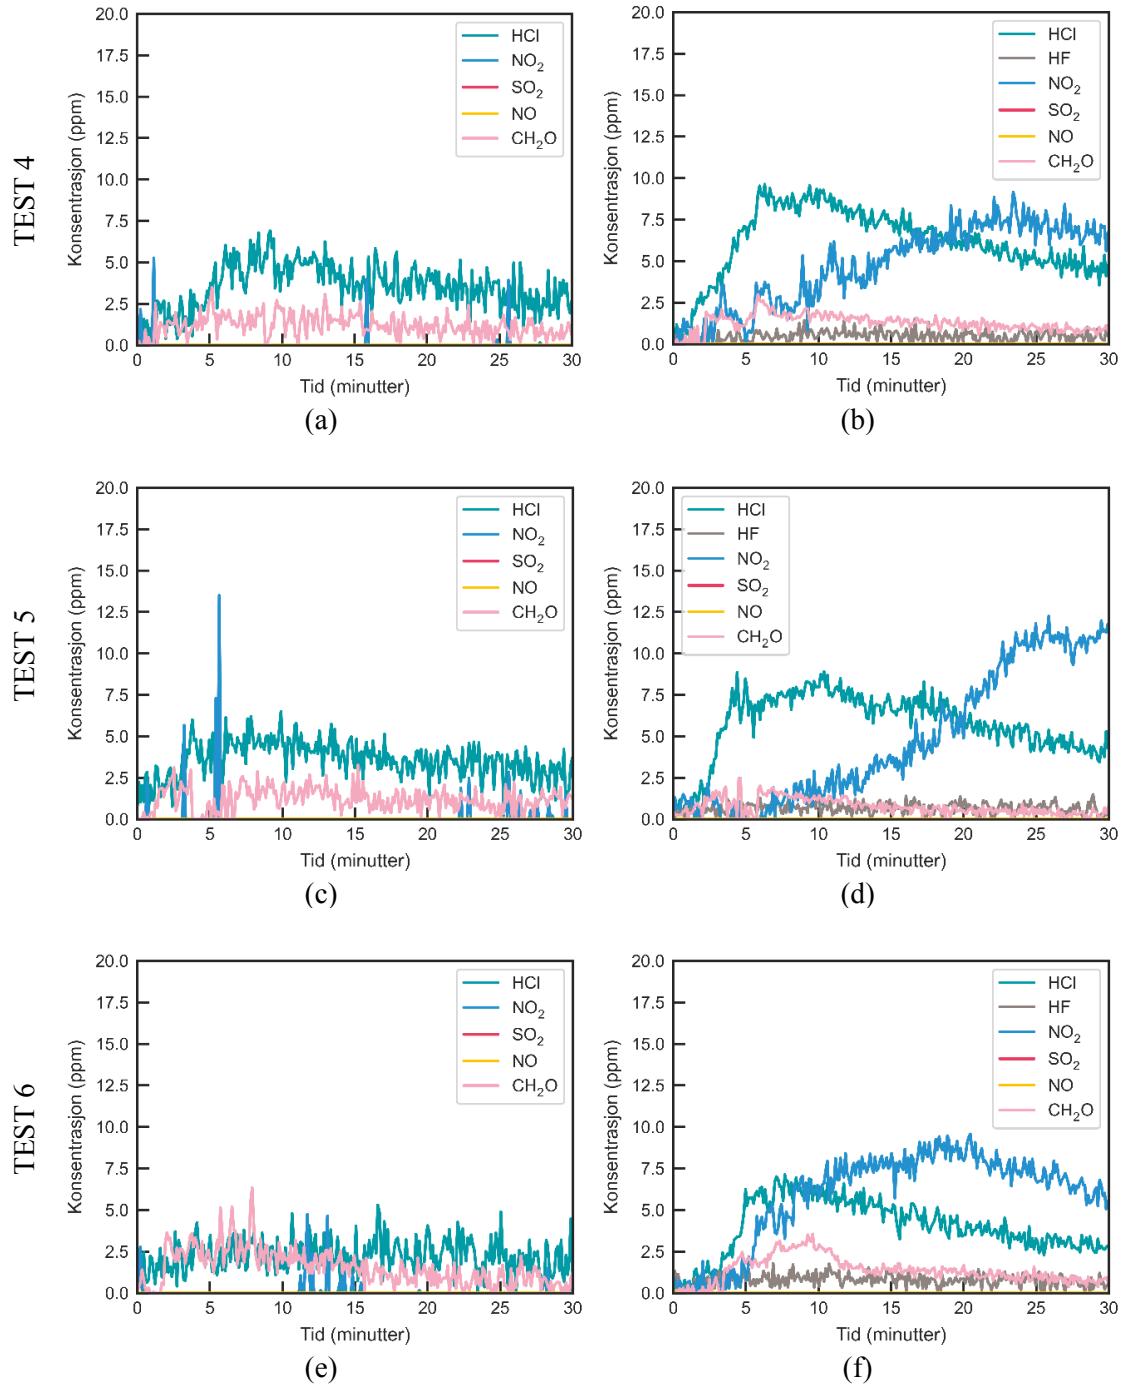 TEST 4
Konsentrasjon (ppm)
20.0
17.5
15.0
12.5
10.0
7.5
5.0
2.5
0.0
0 5 10 15 20 25 30
Tid (minutter)
HCl
NO₂
SO₂
NO
CH₂O
(a)
Konsentrasjon (ppm)
20.0
17.5
15.0
12.5
10.0
7.5
5.0
2.5
0.0
0 5 10 15 20 25 30
Tid (minutter)
HCl
HF
NO₂
SO₂
NO
CH₂O
(b)
TEST 5
Konsentrasjon (ppm)
20.0
17.5
15.0
12.5
10.0
7.5
5.0
2.5
0.0
0 5 10 15 20 25 30
Tid (minutter)
HCl
NO₂
SO₂
NO
CH₂O
(c)
Konsentrasjon (ppm)
20.0
17.5
15.0
12.5
10.0
7.5
5.0
2.5
0.0
0 5 10 15 20 25 30
Tid (minutter)
HCl
HF
NO₂
SO₂
NO
CH₂O
(d)
TEST 6
Konsentrasjon (ppm)
20.0
17.5
15.0
12.5
10.0
7.5
5.0
2.5
0.0
0 5 10 15 20 25 30
Tid (minutter)
HCl
NO₂
SO₂
NO
CH₂O
(e)
Konsentrasjon (ppm)
20.0
17.5
15.0
12.5
10.0
7.5
5.0
2.5
0.0
0 5 10 15 20 25 30
Tid (minutter)
HCl
HF
NO₂
SO₂
NO
CH₂O
(f)